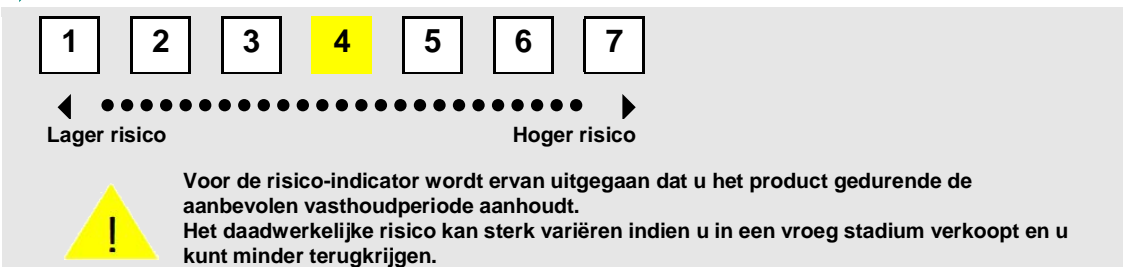 1 2 3 4 5 6 7
Lager risico Hoger risico
Voor de risico-indicator wordt ervan uitgegaan dat u het product gedurende de
aanbevolen vasthoudperiode aanhoudt.
!
Het daadwerkelijke risico kan sterk variëren indien u in een vroeg stadium verkoopt en u
kunt minder terugkrijgen.